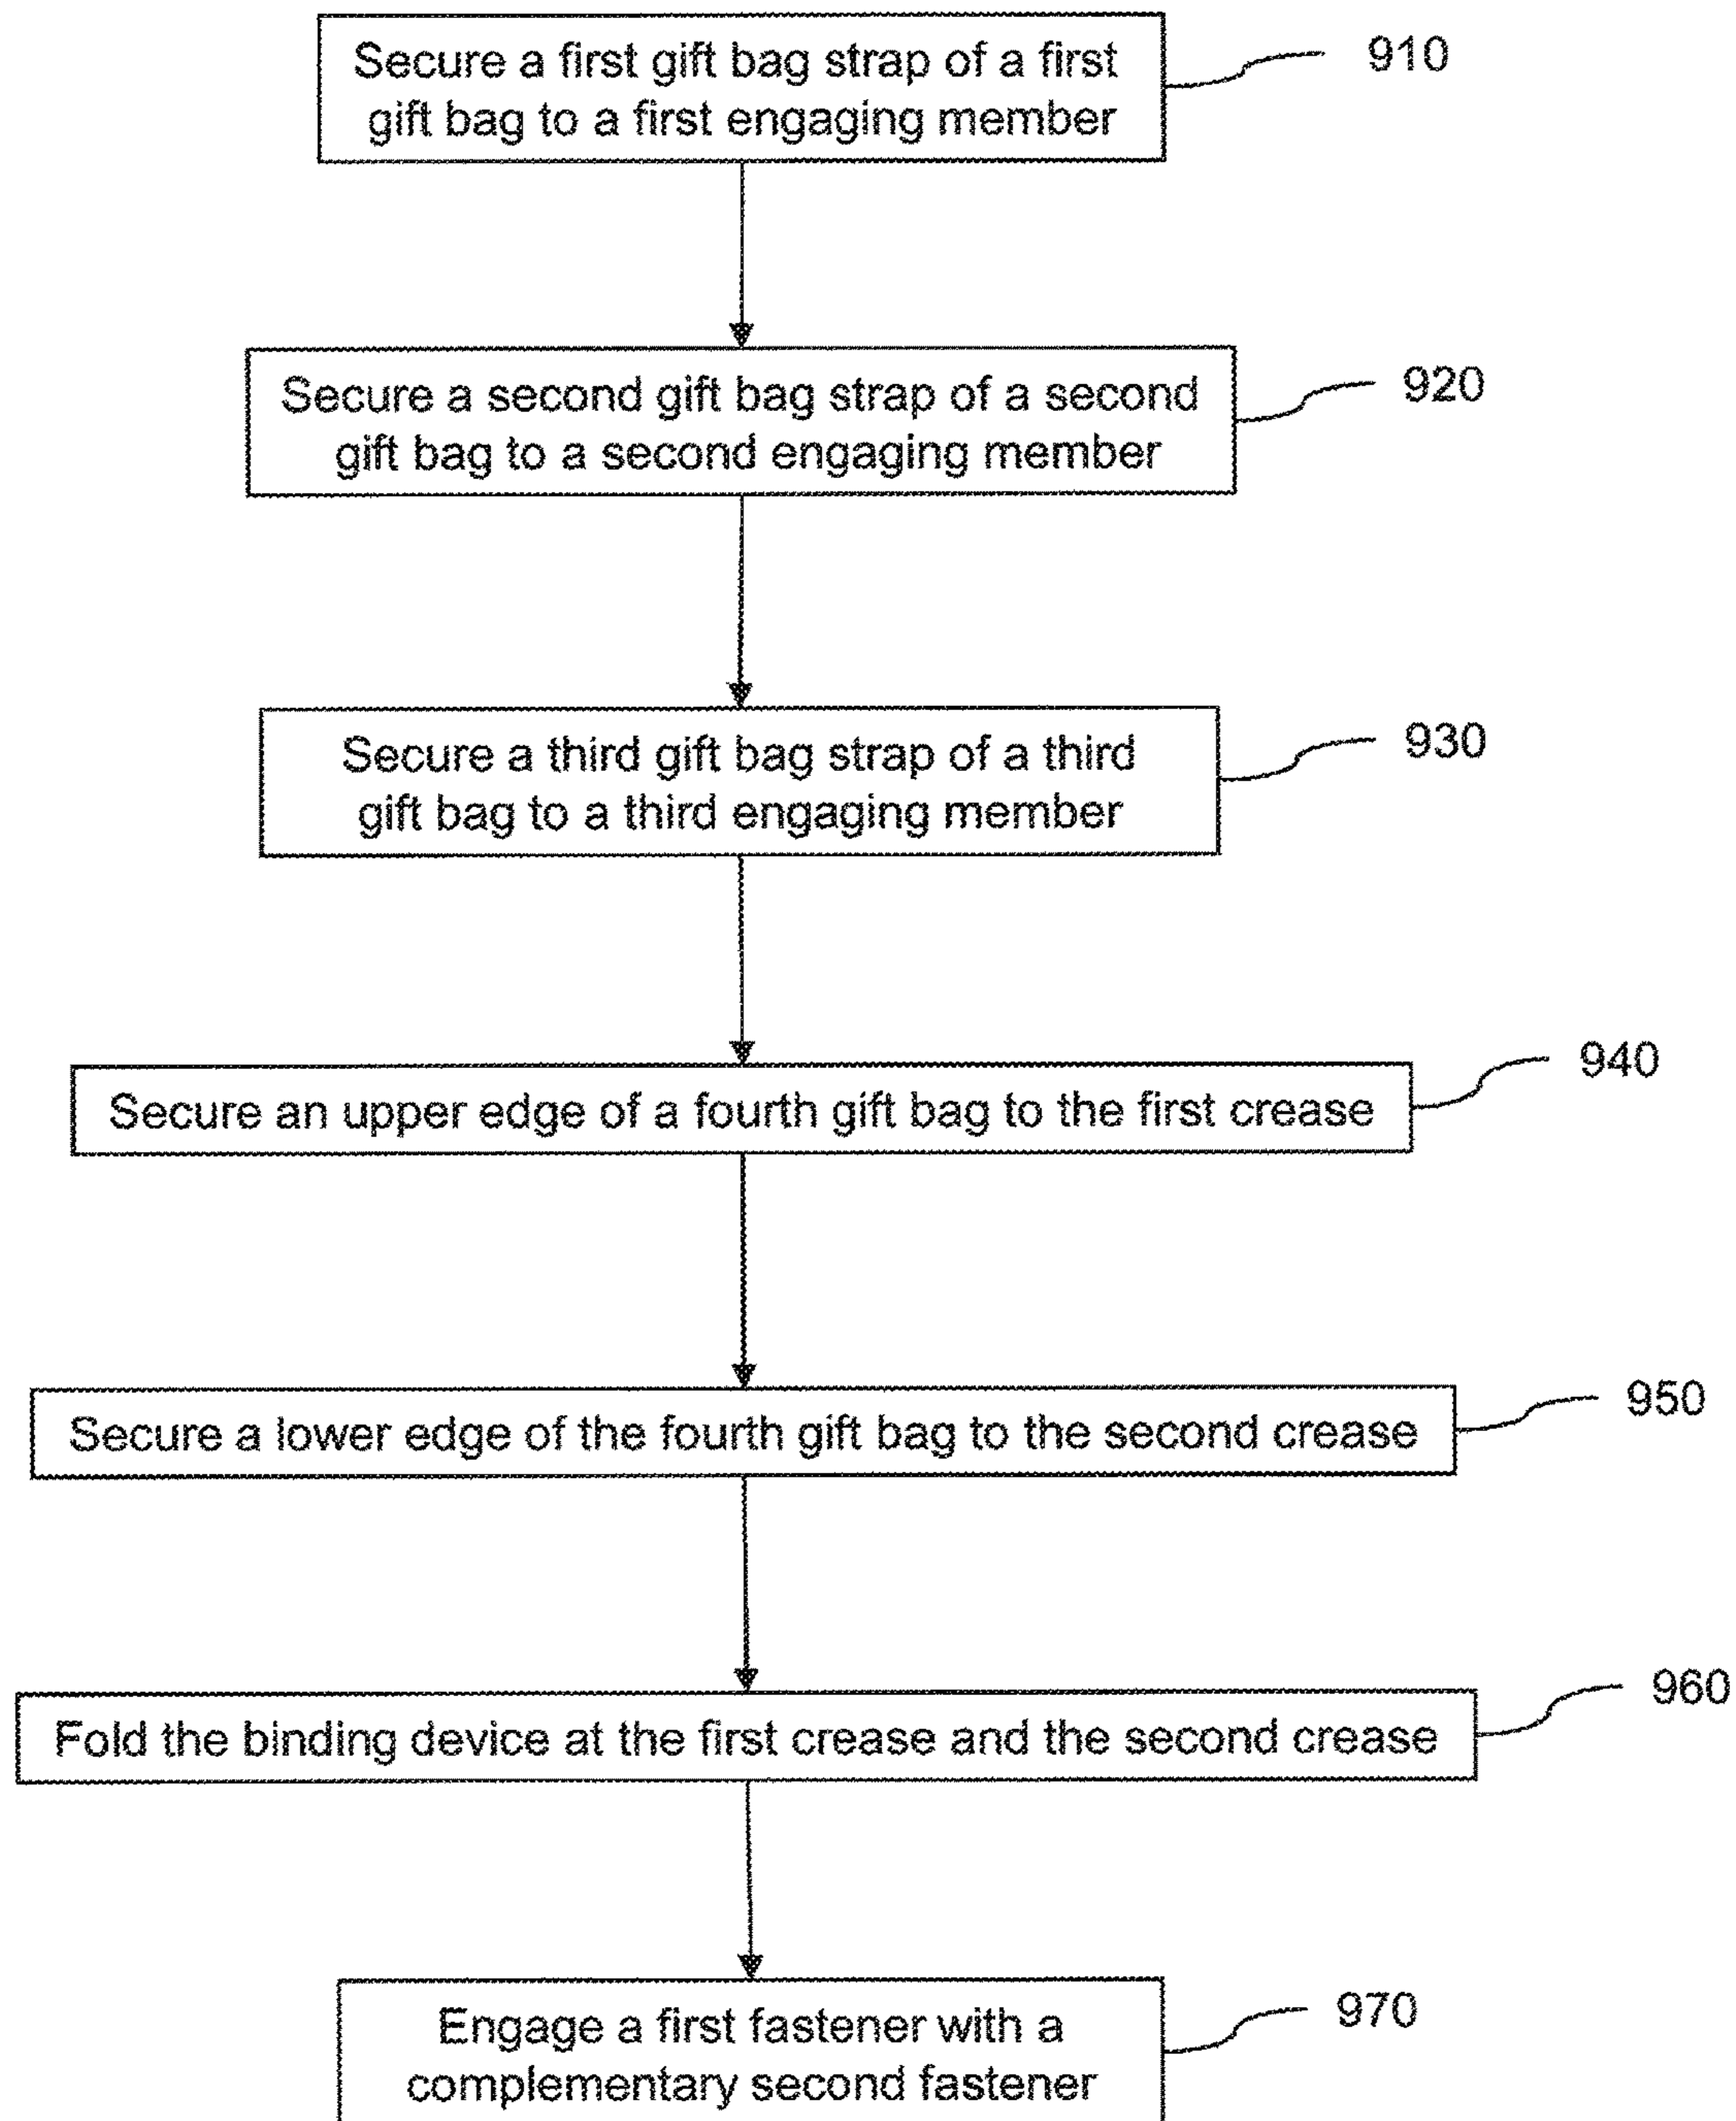 Secure a first gift bag strap of a first
gift bag to a first engaging member
910
Secure a second gift bag strap of a second
gift bag to a second engaging member
920
Secure a third gift bag strap of a third
gift bag to a third engaging member
930
Secure an upper edge of a fourth gift bag to the first crease
940
Secure a lower edge of the fourth gift bag to the second crease
950
Fold the binding device at the first crease and the second crease
960
Engage a first fastener with a
complementary second fastener
970